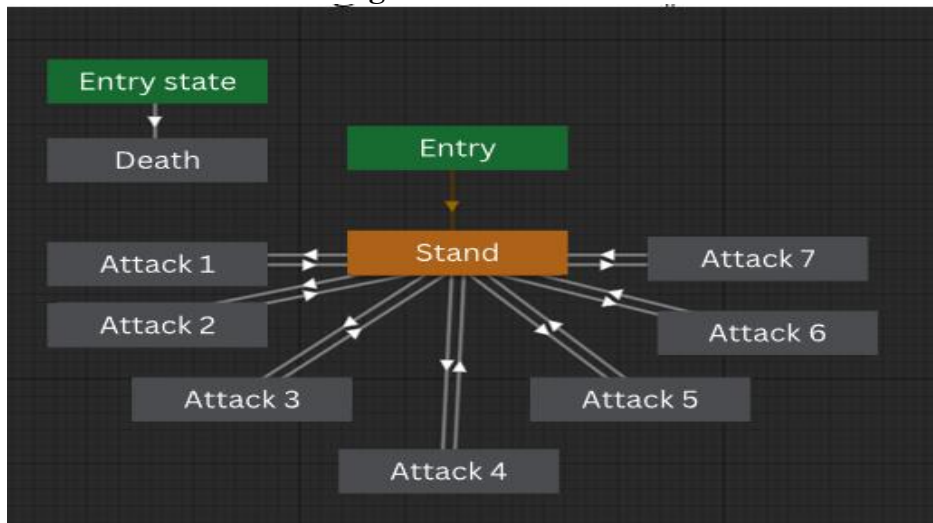 Entry state
Death
Entry
Stand
Attack 1
Attack 7
Attack 2
Attack 6
Attack 3
Attack 5
Attack 4